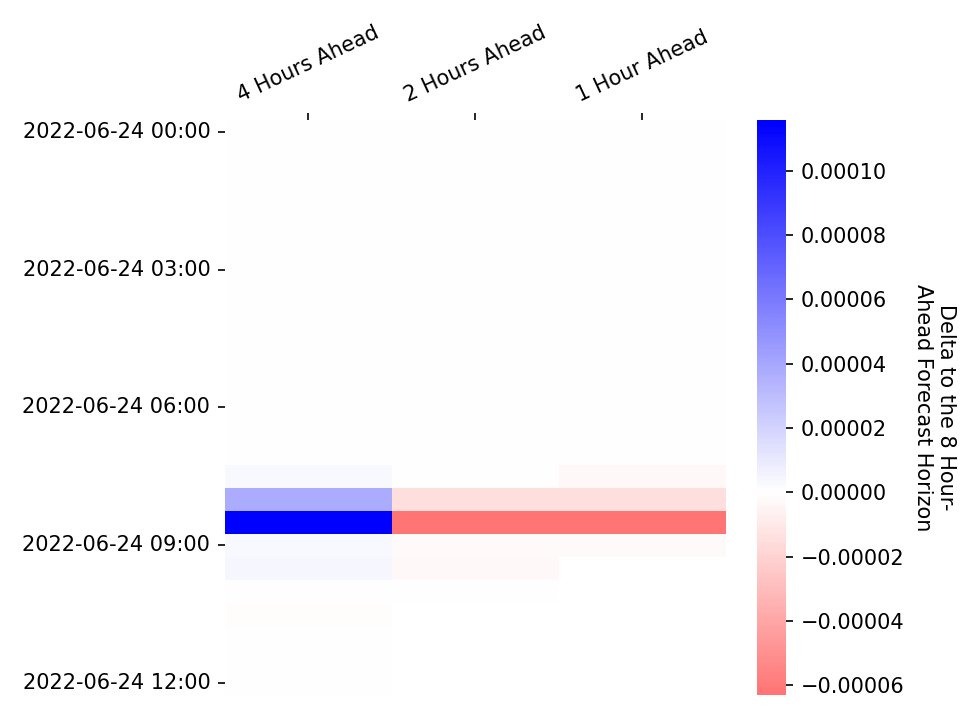 4 Hours Ahead
2 Hours Ahead
1 Hour Ahead
2022-06-24 00:00
2022-06-24 03:00
2022-06-24 06:00
2022-06-24 09:00
2022-06-24 12:00
0.00010
0.00008
0.00006
0.00004
0.00002
0.00000
−0.00002
−0.00004
−0.00006
Delta to the 8 Hour-
Ahead Forecast Horizon